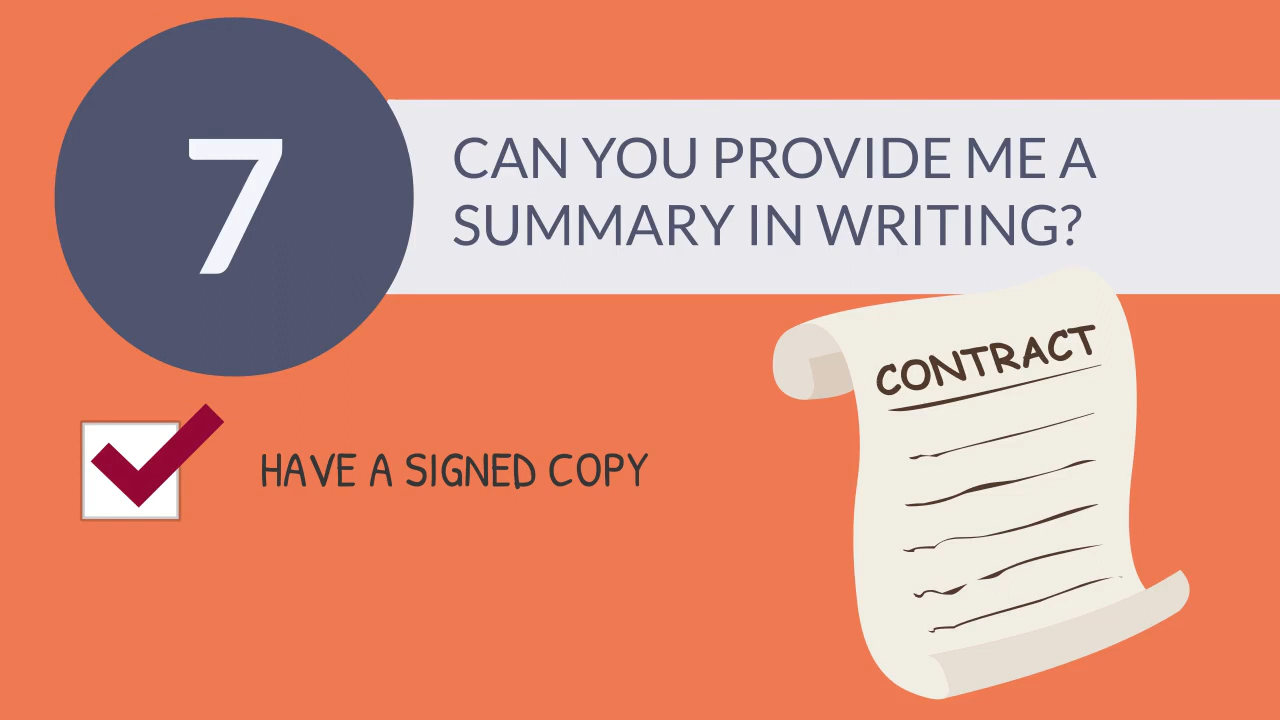 7
CAN YOU PROVIDE ME A
SUMMARY IN WRITING?
CONTRACT
HAVE A SIGNED COPY